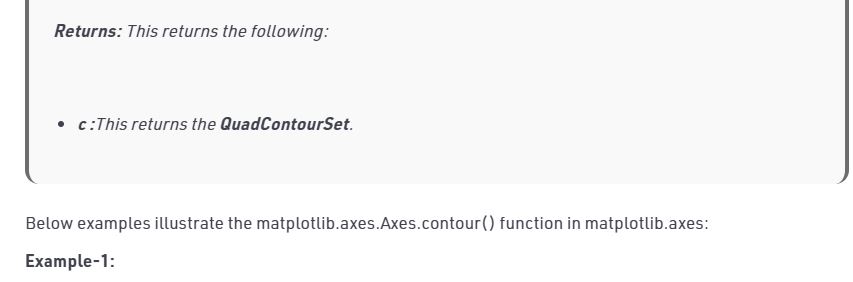 Returns: This returns the following:
c :This returns the QuadContourSet.
Below examples illustrate the matplotlib.axes.Axes.contour() function in matplotlib.axes:
Example-1: